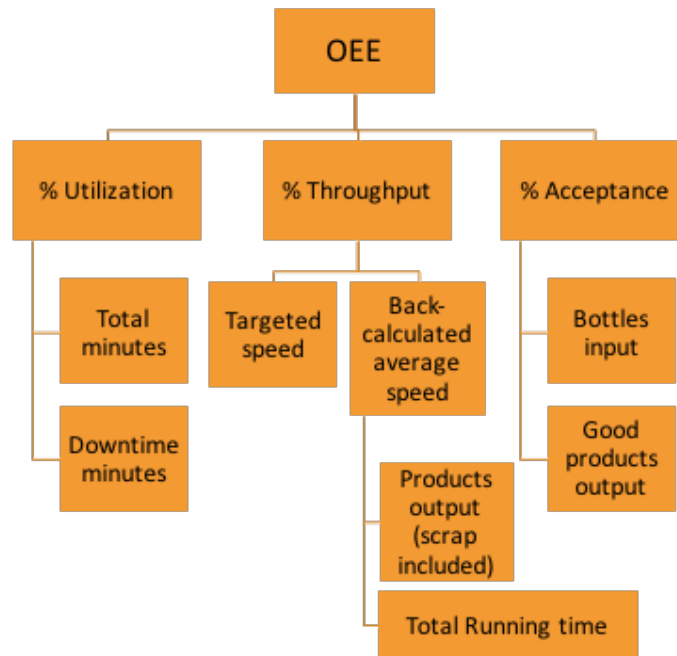 OEE
% Utilization
% Throughput
% Acceptance
Total
minutes
Downtime
minutes
Targeted
speed
Back-
calculated
average
speed
Products
output
(scrap
included)
Total Running time
Bottles
input
Good
products
output